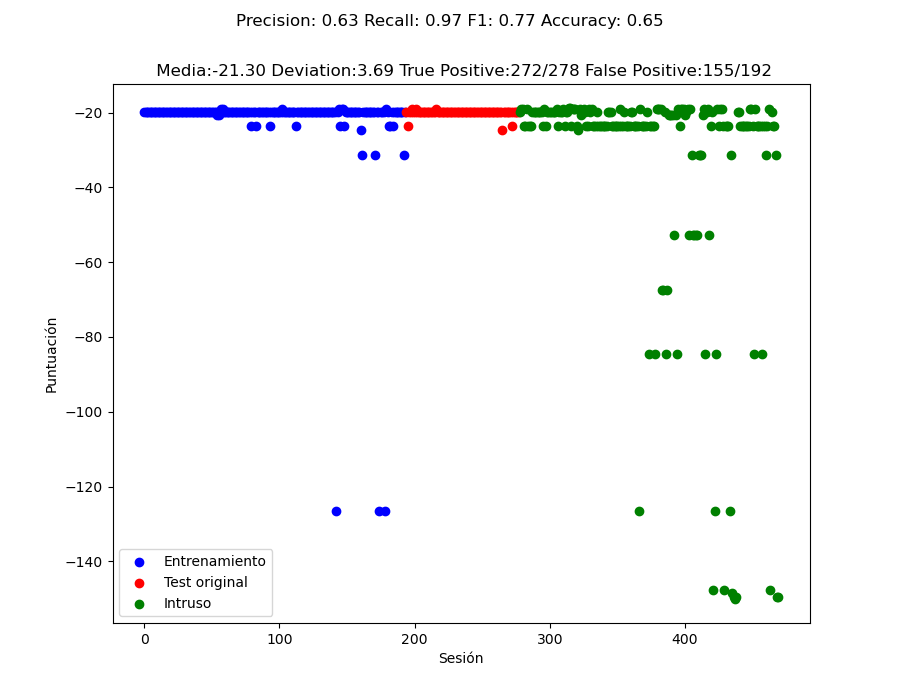 Precision: 0.63 Recall: 0.97 F1: 0.77 Accuracy: 0.65
Media:-21.30 Deviation:3.69 True Positive:272/278 False Positive:155/192
−20
−40
−60
−80
−100
−120
−140
Puntuación
Entrenamiento
Test original
Intruso
0
100
200
300
400
Sesión